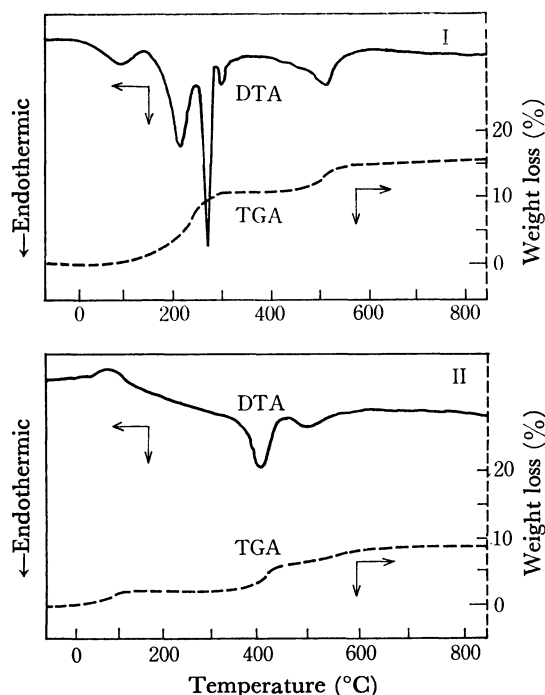 I
DTA
TGA
←Endothermic
Weight loss (%)
20
10
0
0 200 400 600 800
II
DTA
TGA
←Endothermic
Weight loss (%)
20
10
0
0 200 400 600 800
Temperature (°C)